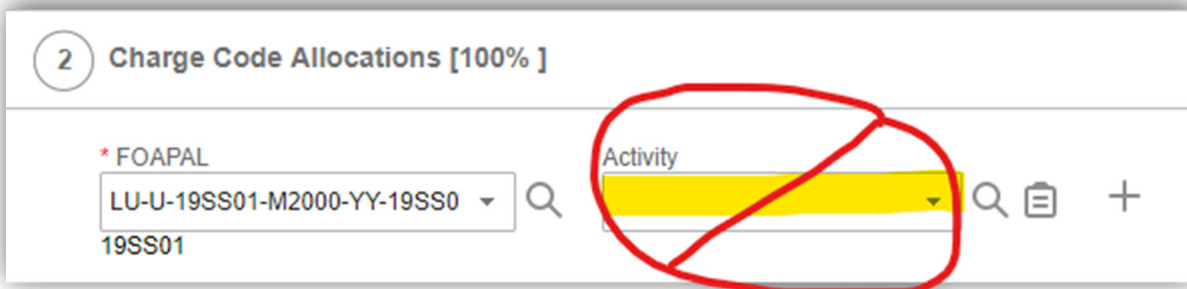 2 Charge Code Allocations [100% ]
* FOAPAL Activity
LU-U-19SS01-M2000-YY-19SS0
19SS01